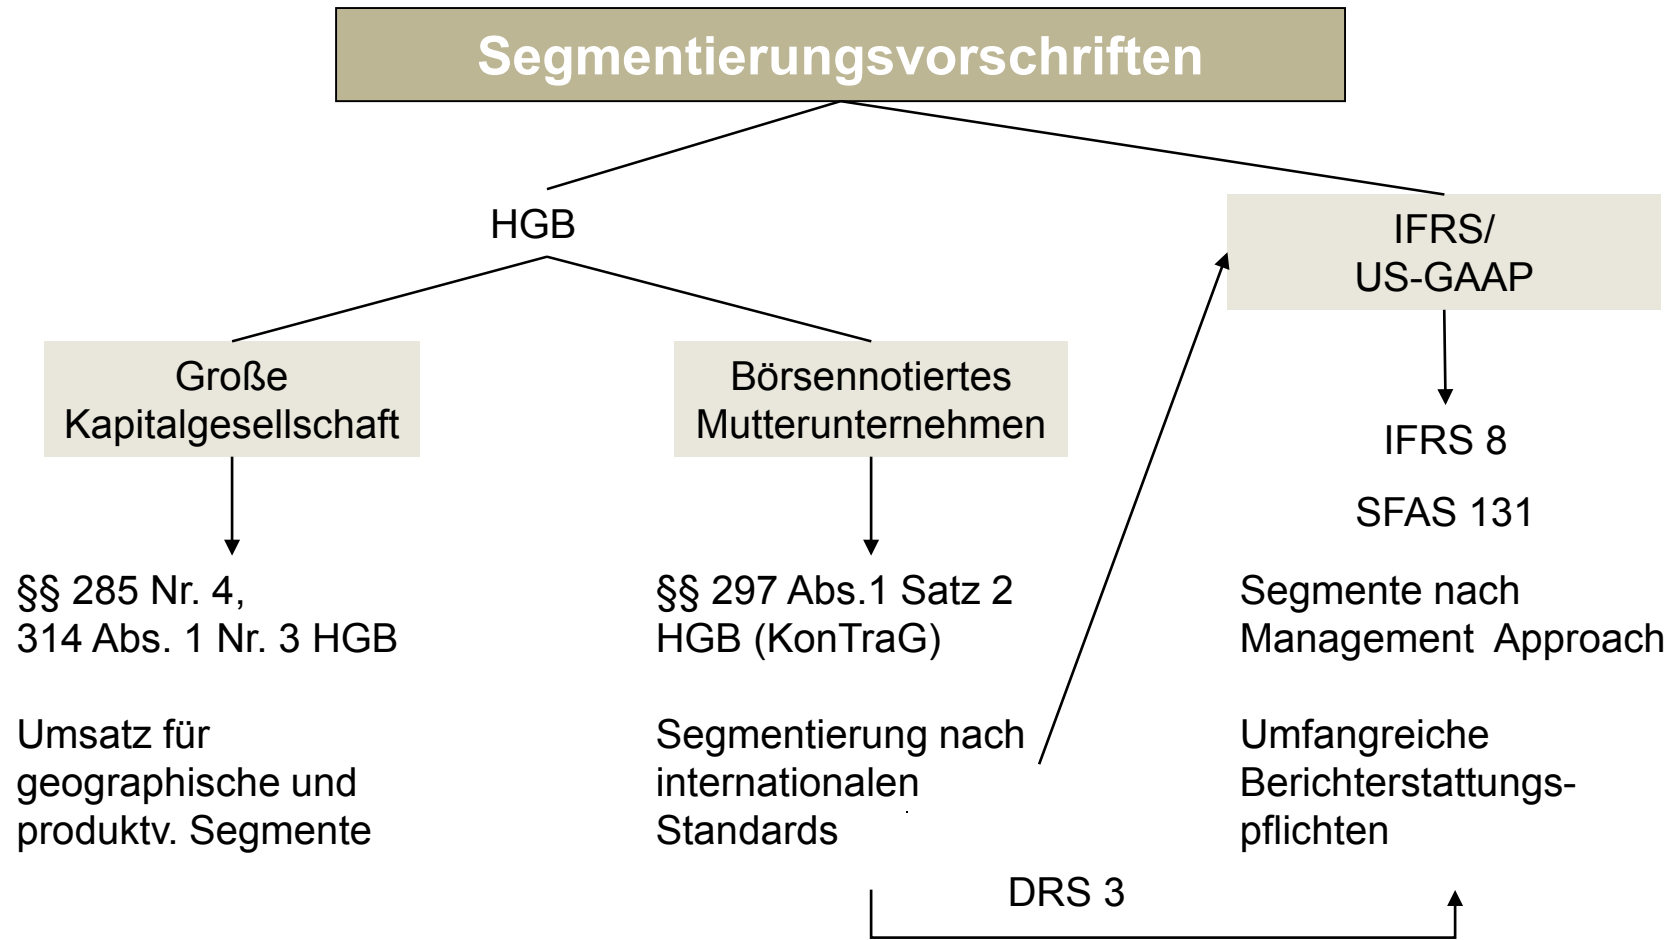 Segmentierungsvorschriften
HGB
IFRS/
US-GAAP
Große
Kapitalgesellschaft
Börsennotiertes
Mutterunternehmen
IFRS 8
SFAS 131
§§ 285 Nr. 4,
314 Abs. 1 Nr. 3 HGB
§§ 297 Abs.1 Satz 2
HGB (KonTraG)
Segmente nach
Management  Approach
Umsatz für
geographische und
produktv. Segmente
Segmentierung nach
internationalen
Standards
Umfangreiche
Berichterstattungs-
pflichten
DRS 3